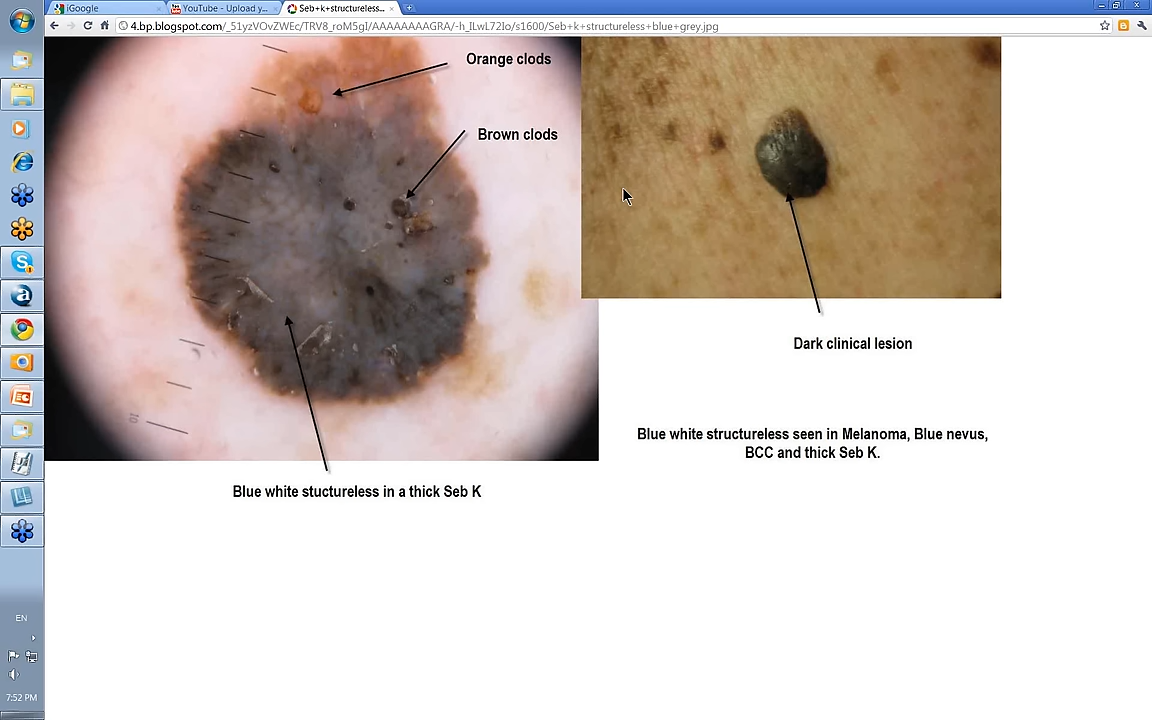 iGoogle
YouTube - Upload y...
Seb+k+structureless...
4.bp.blogspot.com/_51yzVOvZWEc/TRV8_roM5gI/AAAAAAAAGRA/-h_ILwL72Io/s1600/Seb+k+structureless+blue+grey.jpg
Orange clods
Brown clods
Dark clinical lesion
Blue white structureless seen in Melanoma, Blue nevus,
BCC and thick Seb K.
10
Blue white stuctureless in a thick Seb K
EN
7:52 PM